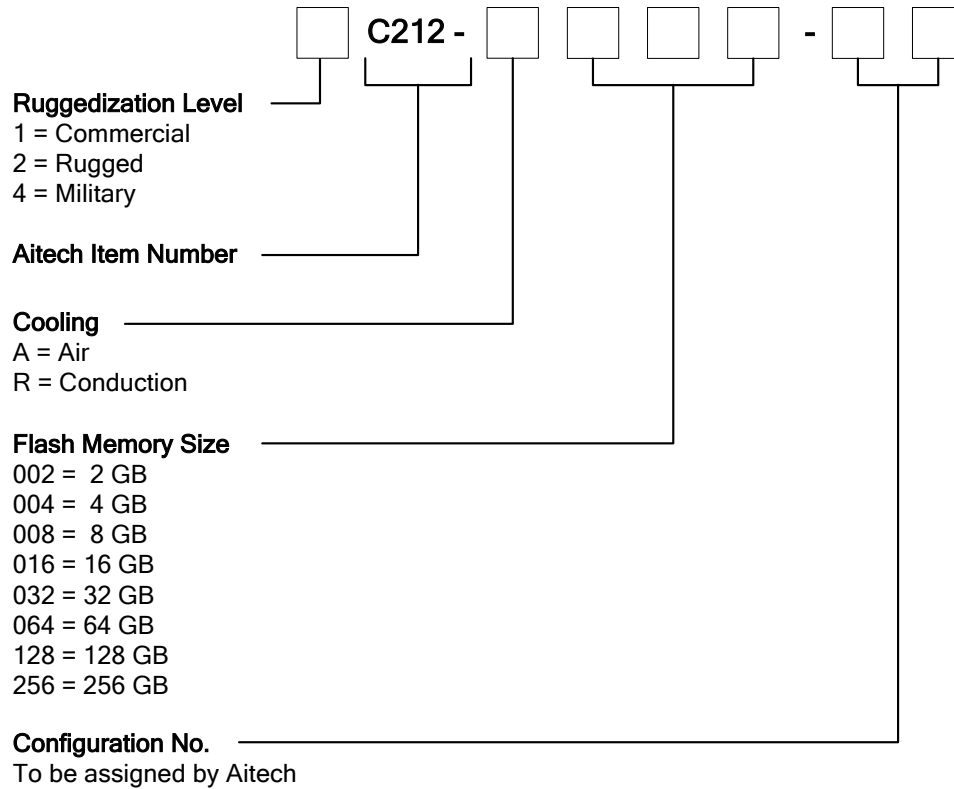 C212 - -
Ruggedization Level
1 = Commercial
2 = Rugged
4 = Military
Aitech Item Number
Cooling
A = Air
R = Conduction
Flash Memory Size
002 = 2 GB
004 = 4 GB
008 = 8 GB
016 = 16 GB
032 = 32 GB
064 = 64 GB
128 = 128 GB
256 = 256 GB
Configuration No.
To be assigned by Aitech